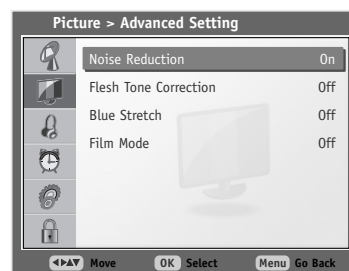 Picture > Advanced Setting
Noise Reduction On
Flesh Tone Correction Off
Blue Stretch Off
Film Mode Off
◄►▲▼ Move OK Select Menu Go Back